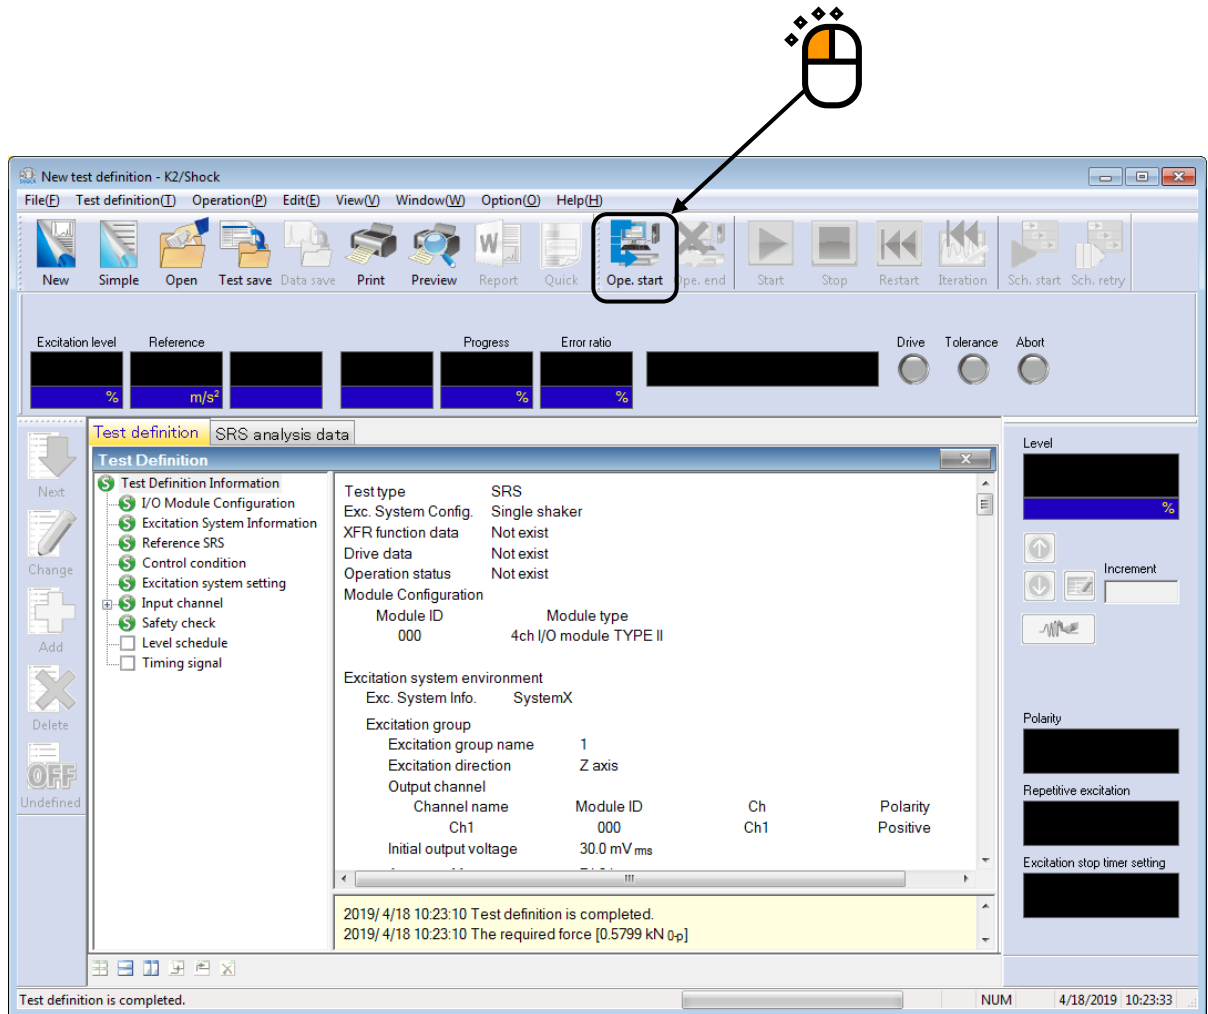 New test definition - K2/Shock
File(F) Test definition(T) Operation(P) Edit(E) View(V) Window(W) Option(O) Help(H)
New Simple Open Test save Data save Print Preview Report Quick Ope. start Ope. end Start Stop Restart Iteration Sch. start Sch. retry
Excitation level Reference Progress Error ratio Drive Tolerance Abort
% m/s² % %
Test definition SRS analysis data
Test Definition
Next
Change
Add
Delete
OFF
Undefined
Test Definition Information
I/O Module Configuration
Excitation System Information
Reference SRS
Control condition
Excitation system setting
Input channel
Safety check
Level schedule
Timing signal
Test type SRS
Exc. System Config. Single shaker
XFR function data Not exist
Drive data Not exist
Operation status Not exist
Module Configuration
Module ID Module type
000 4ch I/O module TYPE II
Excitation system environment
Exc. System Info. SystemX
Excitation group
Excitation group name 1
Excitation direction Z axis
Output channel
Channel name Module ID Ch Polarity
Ch1 000 Ch1 Positive
Initial output voltage 30.0 mV rms
2019/ 4/18 10:23:10 Test definition is completed.
2019/ 4/18 10:23:10 The required force [0.5799 kN 0-p]
Level
%
Increment
Polarity
Repetitive excitation
Excitation stop timer setting
Test definition is completed. NUM 4/18/2019 10:23:33